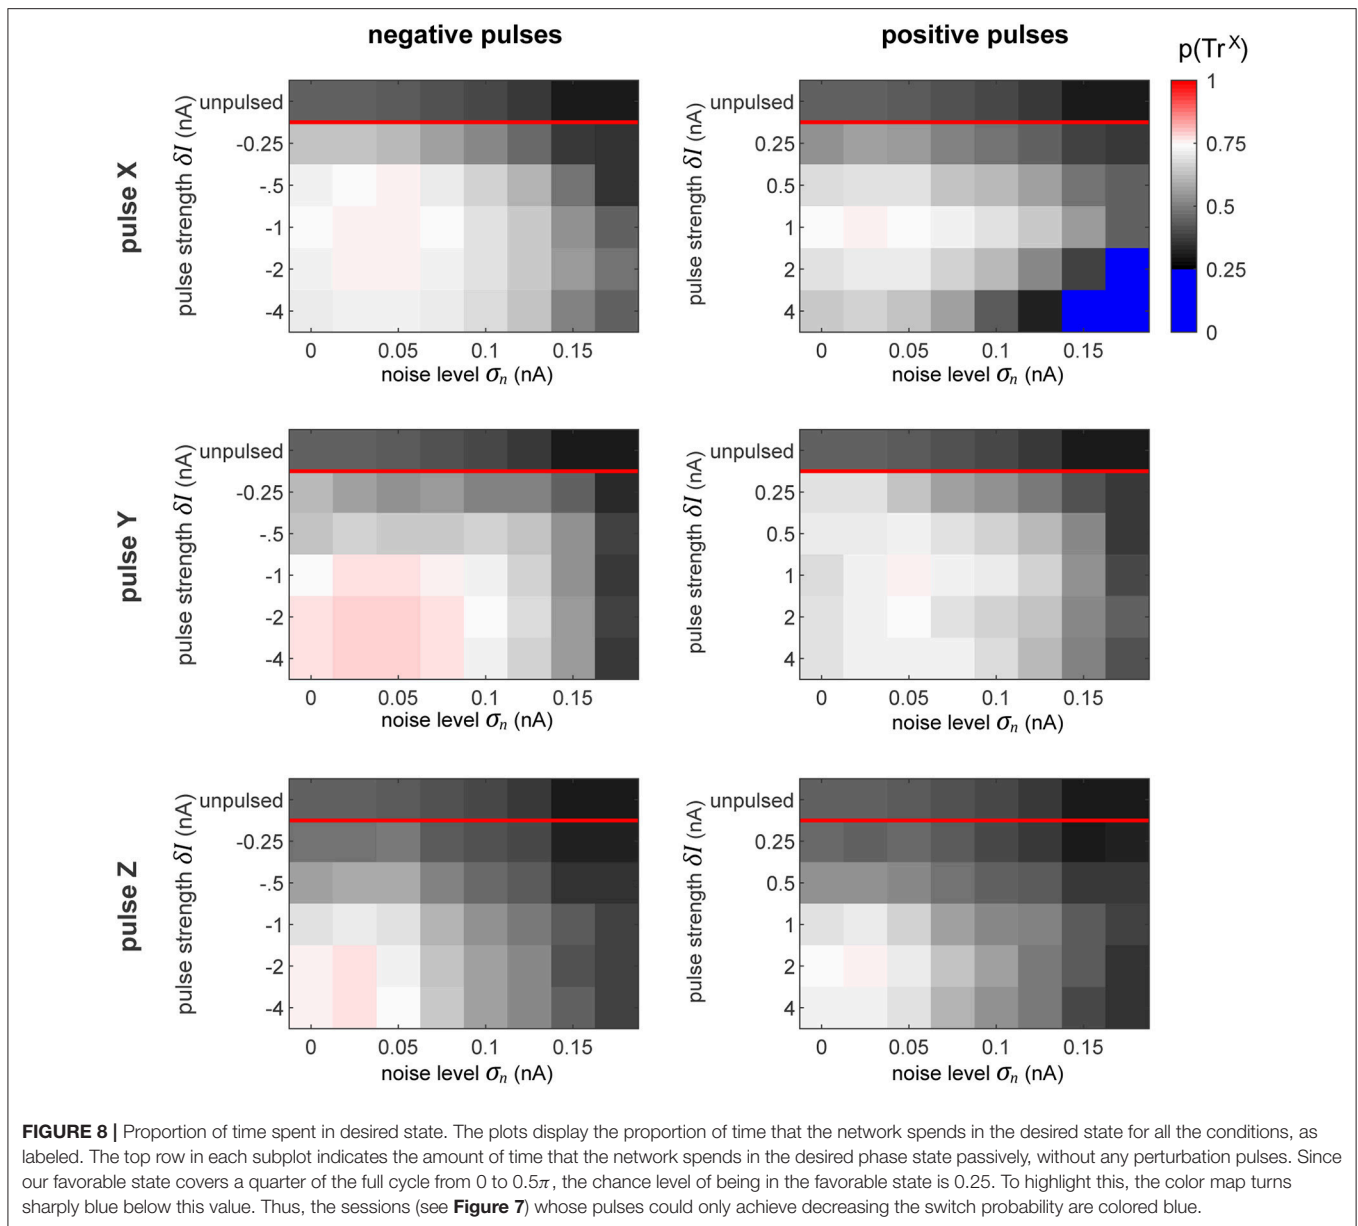 negative pulses
positive pulses
p(Tr^X)
pulse X
pulse strength δI (nA)
unpulsed
-0.25
-.5
-1
-2
-4
0 0.05 0.1 0.15
noise level σn (nA)
pulse strength δI (nA)
unpulsed
0.25
0.5
1
2
4
0 0.05 0.1 0.15
noise level σn (nA)
1
0.75
0.5
0.25
0
pulse Y
pulse strength δI (nA)
unpulsed
-0.25
-.5
-1
-2
-4
0 0.05 0.1 0.15
noise level σn (nA)
pulse strength δI (nA)
unpulsed
0.25
0.5
1
2
4
0 0.05 0.1 0.15
noise level σn (nA)
pulse Z
pulse strength δI (nA)
unpulsed
-0.25
-.5
-1
-2
-4
0 0.05 0.1 0.15
noise level σn (nA)
pulse strength δI (nA)
unpulsed
0.25
0.5
1
2
4
0 0.05 0.1 0.15
noise level σn (nA)
FIGURE 8 | Proportion of time spent in desired state. The plots display the proportion of time that the network spends in the desired state for all the conditions, as
labeled. The top row in each subplot indicates the amount of time that the network spends in the desired phase state passively, without any perturbation pulses. Since
our favorable state covers a quarter of the full cycle from 0 to 0.5π, the chance level of being in the favorable state is 0.25. To highlight this, the color map turns
sharply blue below this value. Thus, the sessions (see Figure 7) whose pulses could only achieve decreasing the switch probability are colored blue.